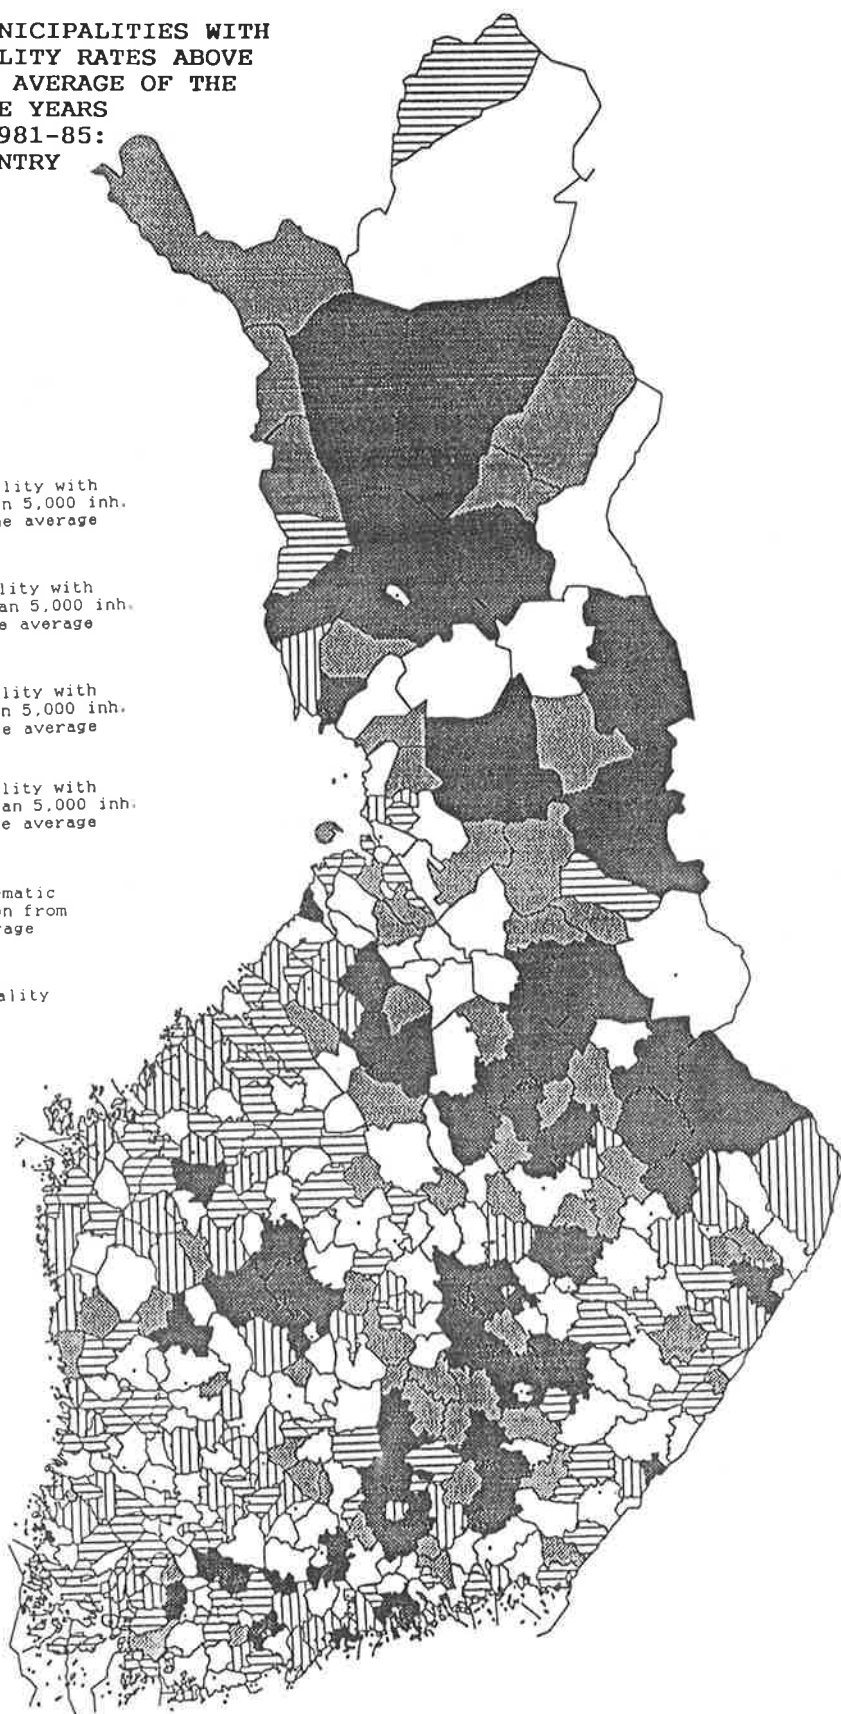 NICIPALITIES WITH
LITY RATES ABOVE
AVERAGE OF THE
E YEARS
981-85:
NTRY
lity with
n 5,000 inh.
e average
lity with
an 5,000 inh.
e average
lity with
n 5,000 inh.
e average
lity with
an 5,000 inh.
e average
ematic
on from
rage
ality